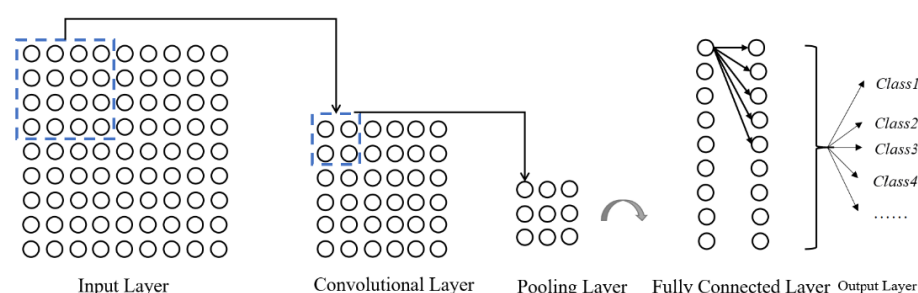 Class1
Class2
Class3
Class4
......
Input Layer
Convolutional Layer
Pooling Layer
Fully Connected Layer
Output Layer